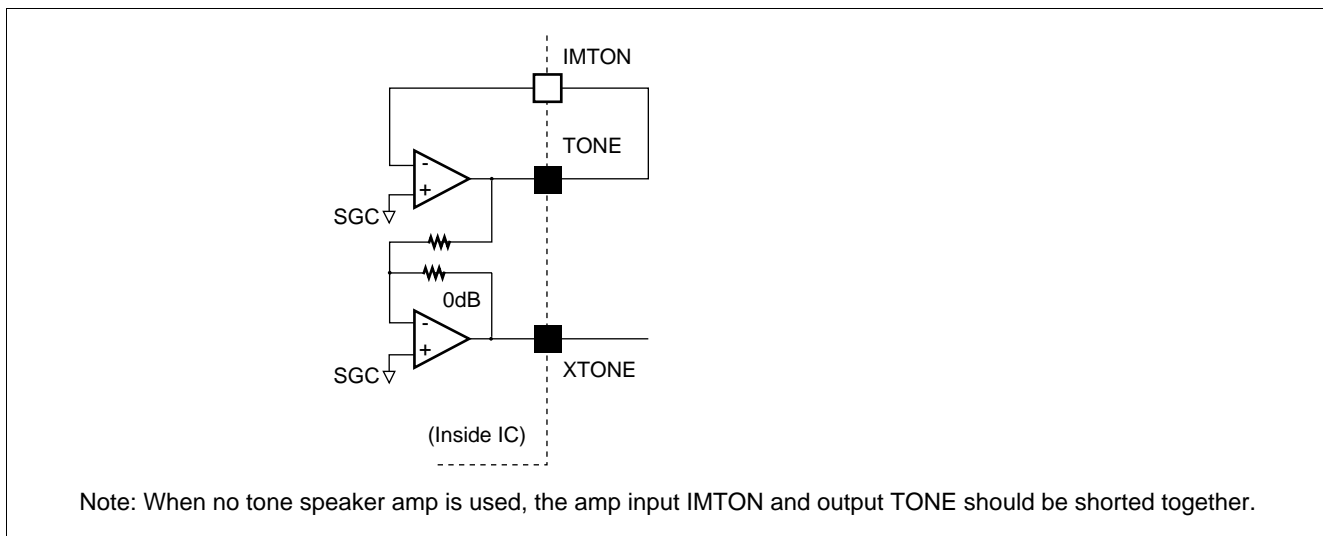 IMTON
TONE
-
+
SGC
0dB
-
+
SGC
XTONE
(Inside IC)
Note: When no tone speaker amp is used, the amp input IMTON and output TONE should be shorted together.